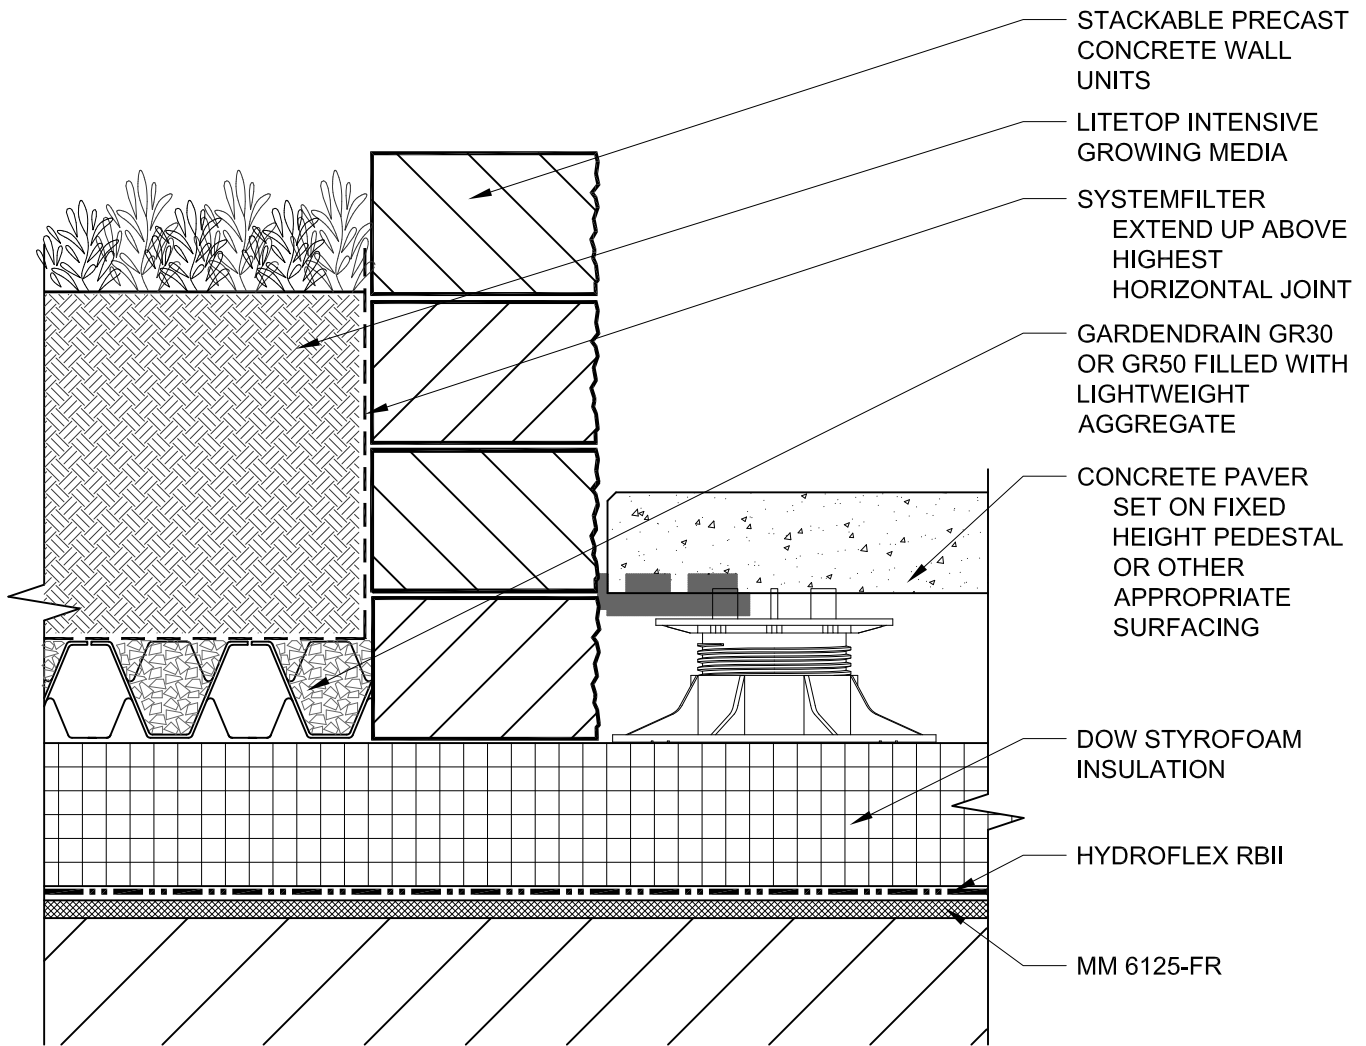 STACKABLE PRECAST
CONCRETE WALL
UNITS
LITETOP INTENSIVE
GROWING MEDIA
SYSTEMFILTER
EXTEND UP ABOVE
HIGHEST
HORIZONTAL JOINT
GARDENDRAIN GR30
OR GR50 FILLED WITH
LIGHTWEIGHT
AGGREGATE
CONCRETE PAVER
SET ON FIXED
HEIGHT PEDESTAL
OR OTHER
APPROPRIATE
SURFACING
DOW STYROFOAM
INSULATION
HYDROFLEX RBII
MM 6125-FR